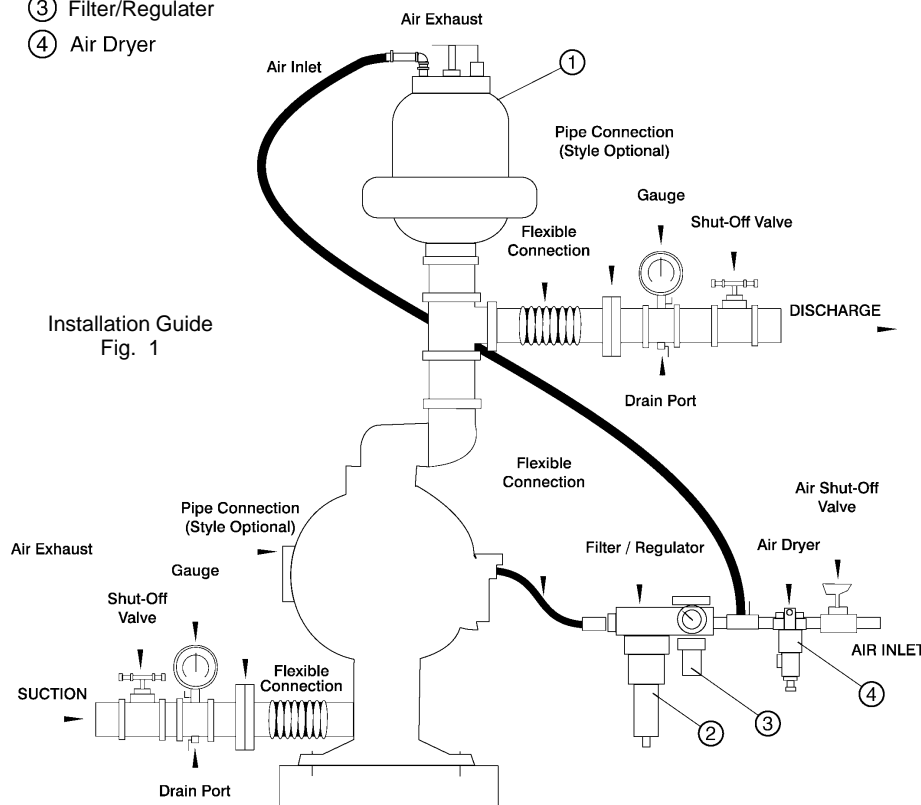 ③ Filter/Regulater
④ Air Dryer
Air Exhaust
Air Inlet
①
Pipe Connection
(Style Optional)
Gauge
Shut-Off Valve
Flexible
Connection
DISCHARGE
Installation Guide
Fig. 1
Drain Port
Flexible
Connection
Air Shut-Off
Valve
Pipe Connection
(Style Optional)
Air Exhaust
Filter / Regulator
Air Dryer
Gauge
Shut-Off
Valve
AIR INLET
Flexible
Connection
SUCTION
④
③
②
Drain Port